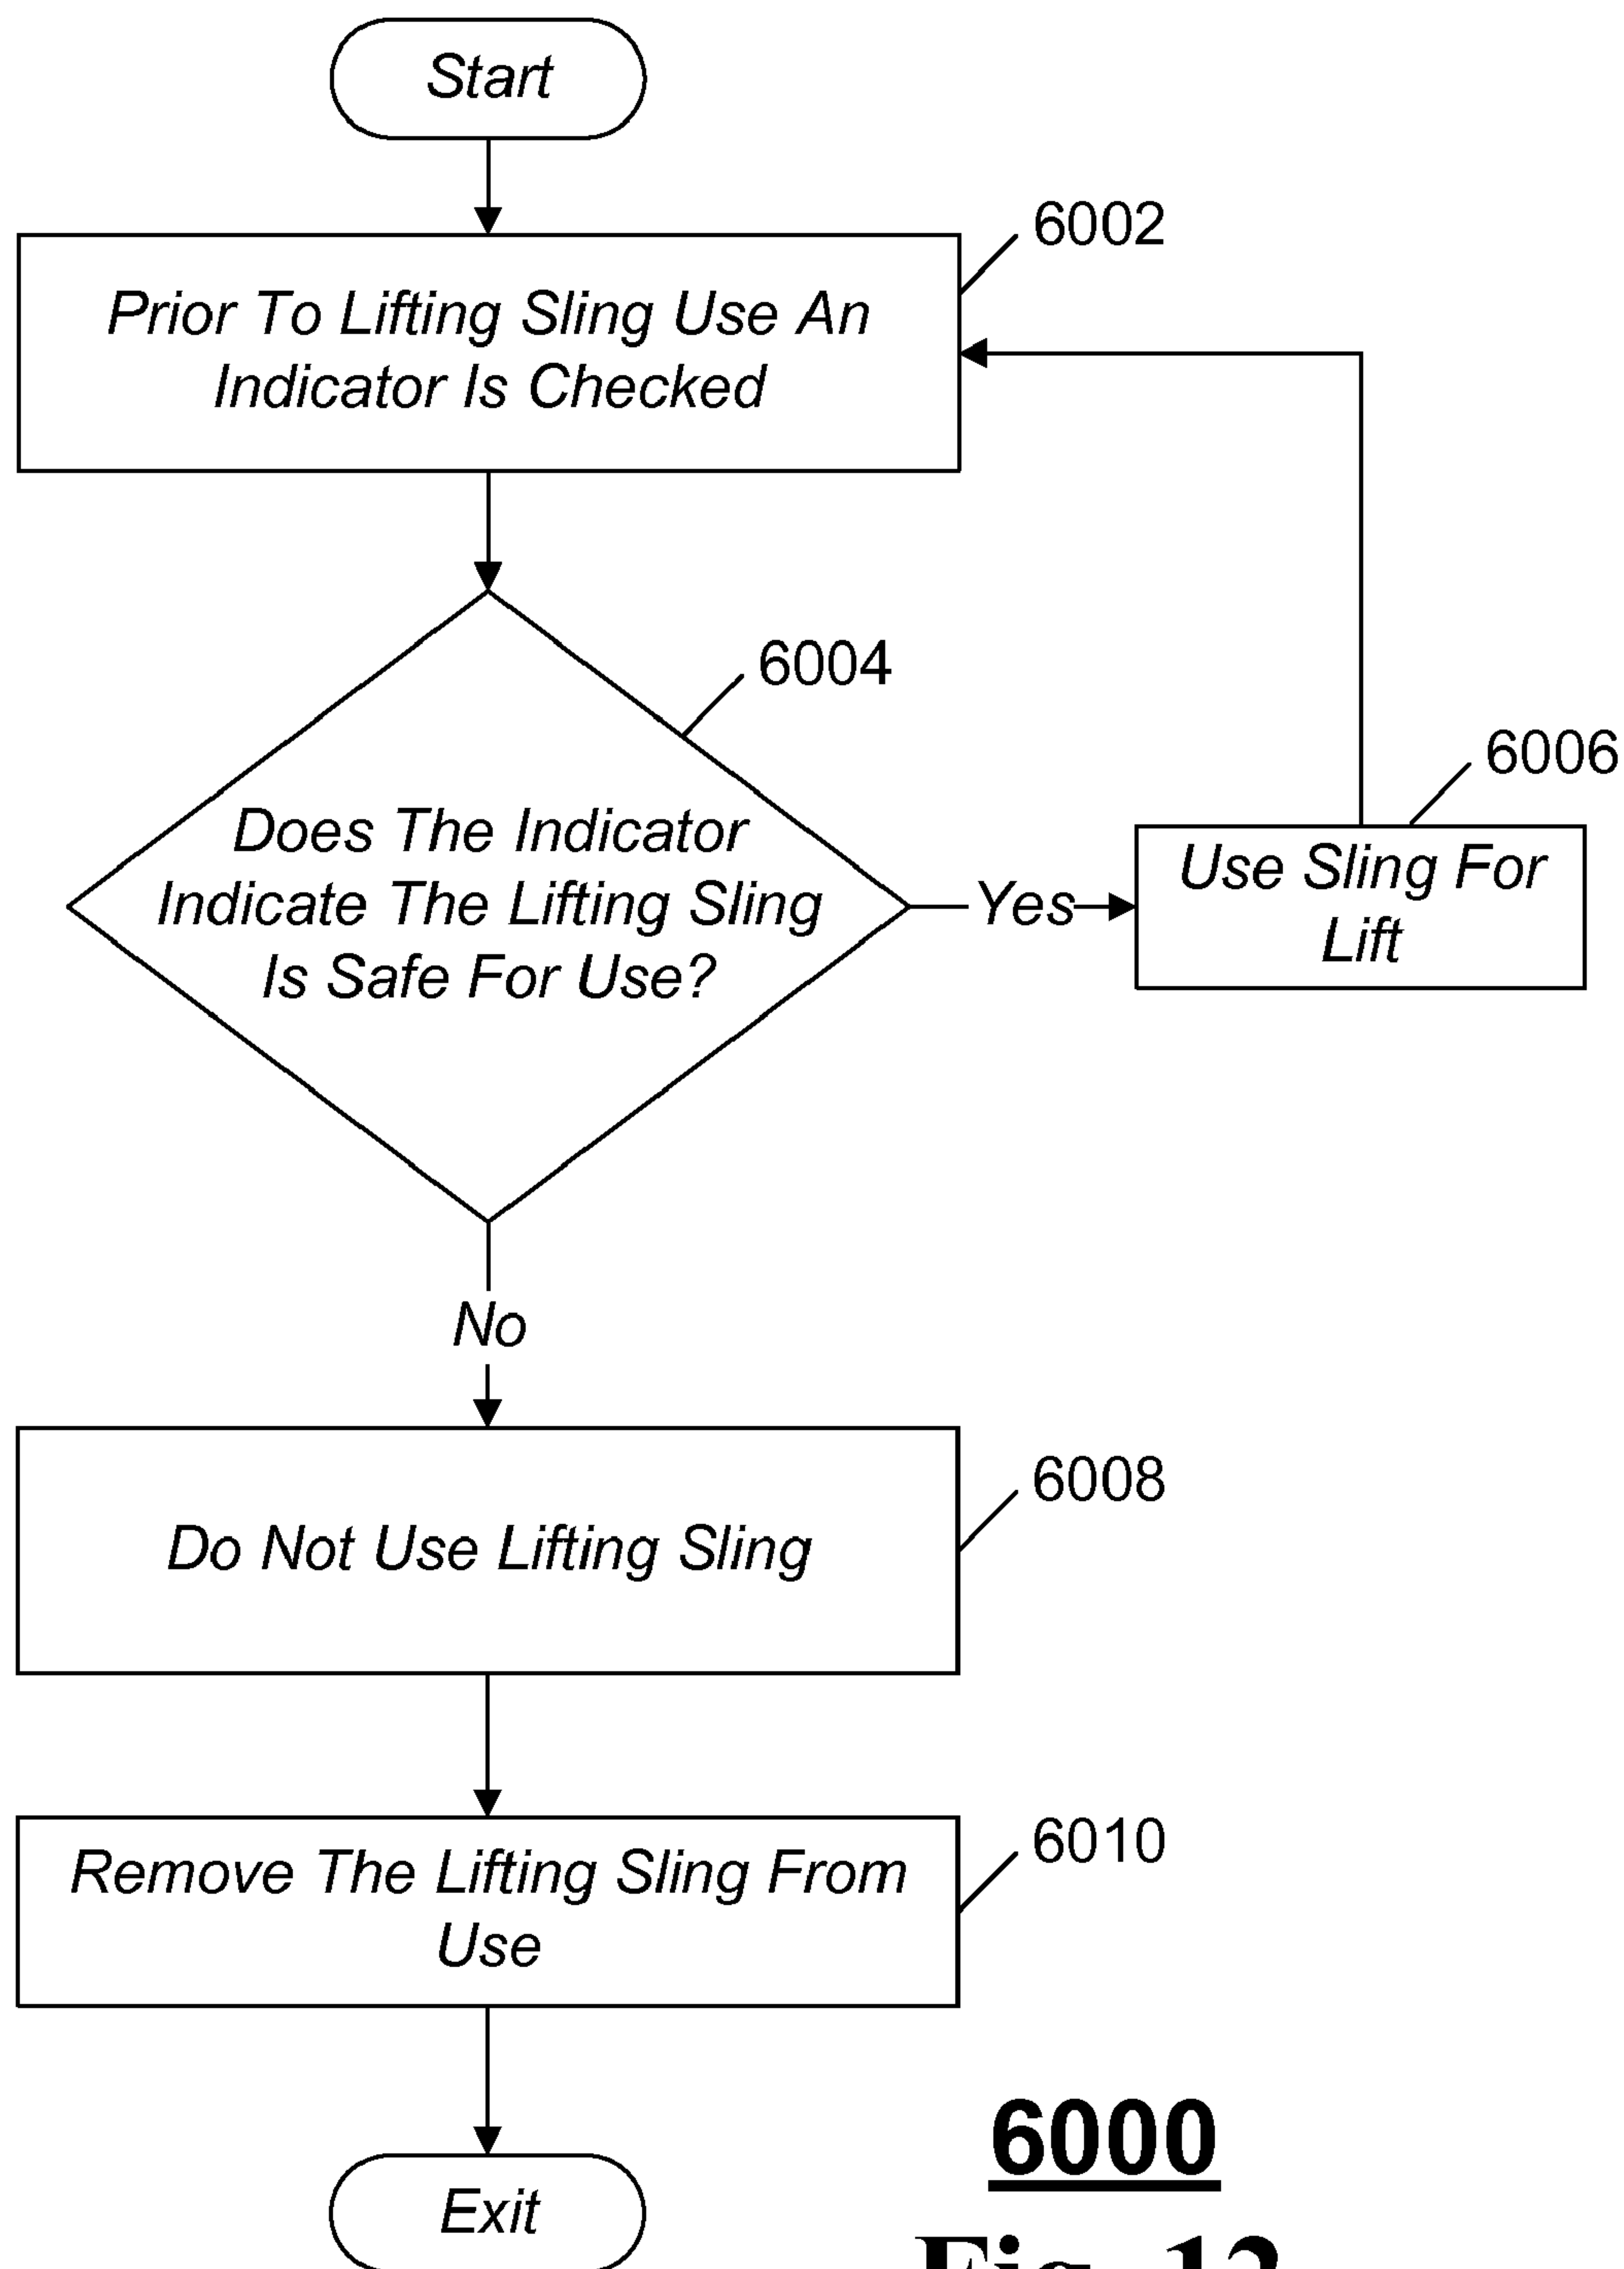 Start
6002
Prior To Lifting Sling Use An
Indicator Is Checked
6004
Does The Indicator
Indicate The Lifting Sling
Is Safe For Use?
Yes
6006
Use Sling For
Lift
No
6008
Do Not Use Lifting Sling
6010
Remove The Lifting Sling From
Use
Exit
6000
Fig.